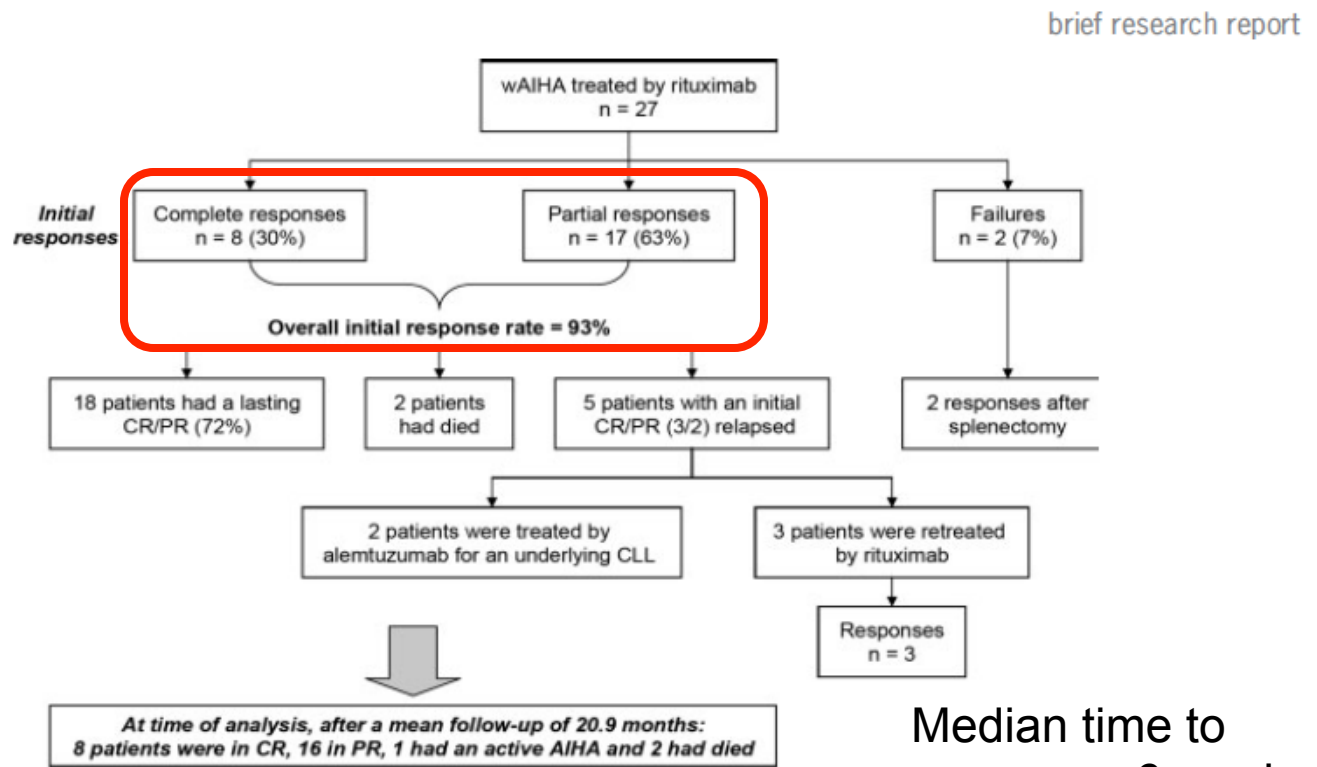 brief research report
wAIHA treated by rituximab
n = 27
Initial
responses
Complete responses
n = 8 (30%)
Partial responses
n = 17 (63%)
Failures
n = 2 (7%)
Overall initial response rate = 93%
18 patients had a lasting
CR/PR (72%)
2 patients
had died
5 patients with an initial
CR/PR (3/2) relapsed
2 responses after
splenectomy
2 patients were treated by
alemtuzumab for an underlying CLL
3 patients were retreated
by rituximab
Responses
n = 3
At time of analysis, after a mean follow-up of 20.9 months:
8 patients were in CR, 16 in PR, 1 had an active AIHA and 2 had died
Median time to